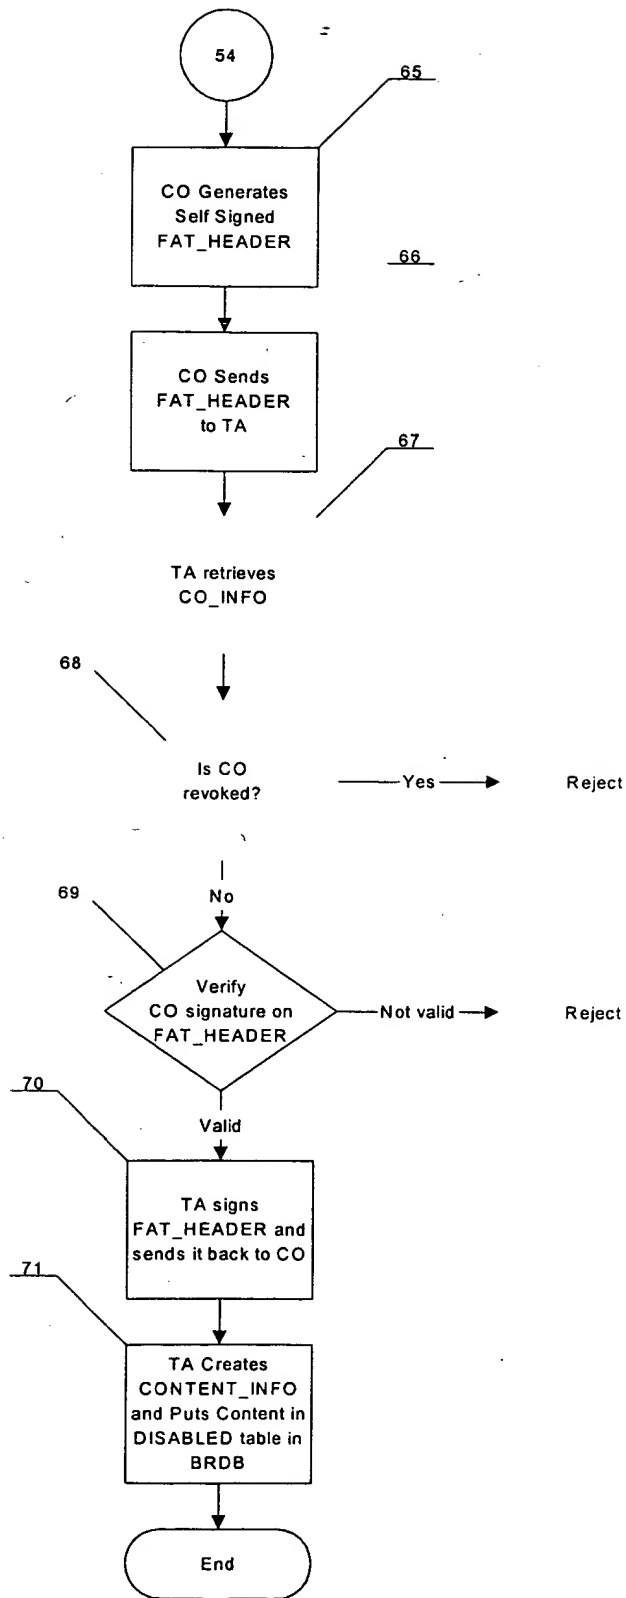 54
65
CO Generates
Self Signed
FAT_HEADER
66
CO Sends
FAT_HEADER
to TA
67
TA retrieves
CO_INFO
68
Is CO
revoked?
Yes
Reject
No
69
Verify
CO signature on
FAT_HEADER
Not valid
Reject
Valid
70
TA signs
FAT_HEADER and
sends it back to CO
71
TA Creates
CONTENT_INFO
and Puts Content in
DISABLED table in
BRDB
End